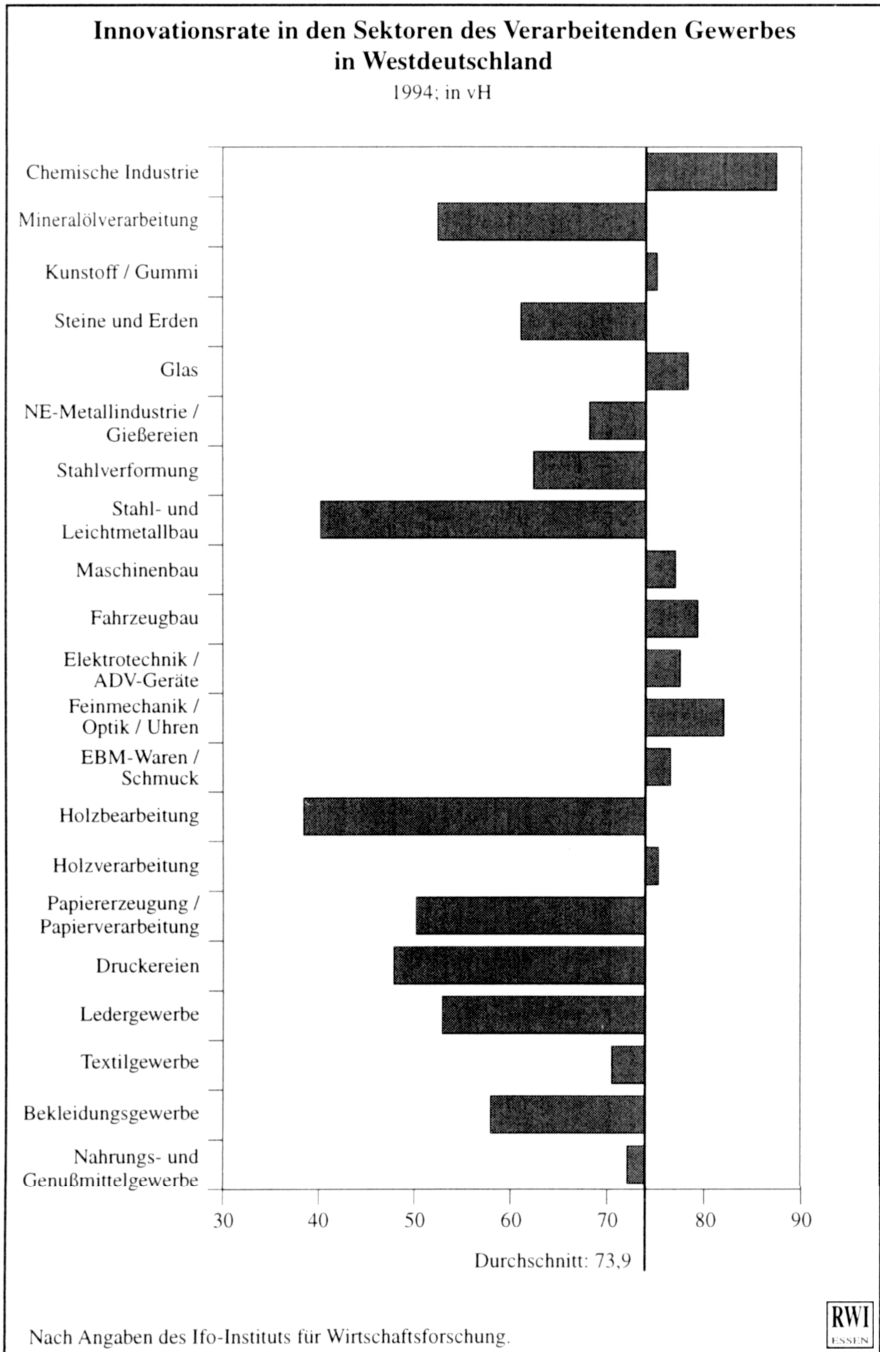 Innovationsrate in den Sektoren des Verarbeitenden Gewerbes
in Westdeutschland
1994; in vH
Chemische Industrie
Mineralölverarbeitung
Kunstoff / Gummi
Steine und Erden
Glas
NE-Metallindustrie /
Gießereien
Stahlverformung
Stahl- und
Leichtmetallbau
Maschinenbau
Fahrzeugbau
Elektrotechnik /
ADV-Geräte
Feinmechanik /
Optik / Uhren
EBM-Waren /
Schmuck
Holzbearbeitung
Holzverarbeitung
Papiererzeugung /
Papierverarbeitung
Druckereien
Ledergewerbe
Textilgewerbe
Bekleidungsgewerbe
Nahrungs- und
Genußmittelgewerbe
30 40 50 60 70 80 90
Durchschnitt: 73,9
Nach Angaben des Ifo-Instituts für Wirtschaftsforschung.
RWI
ESSEN